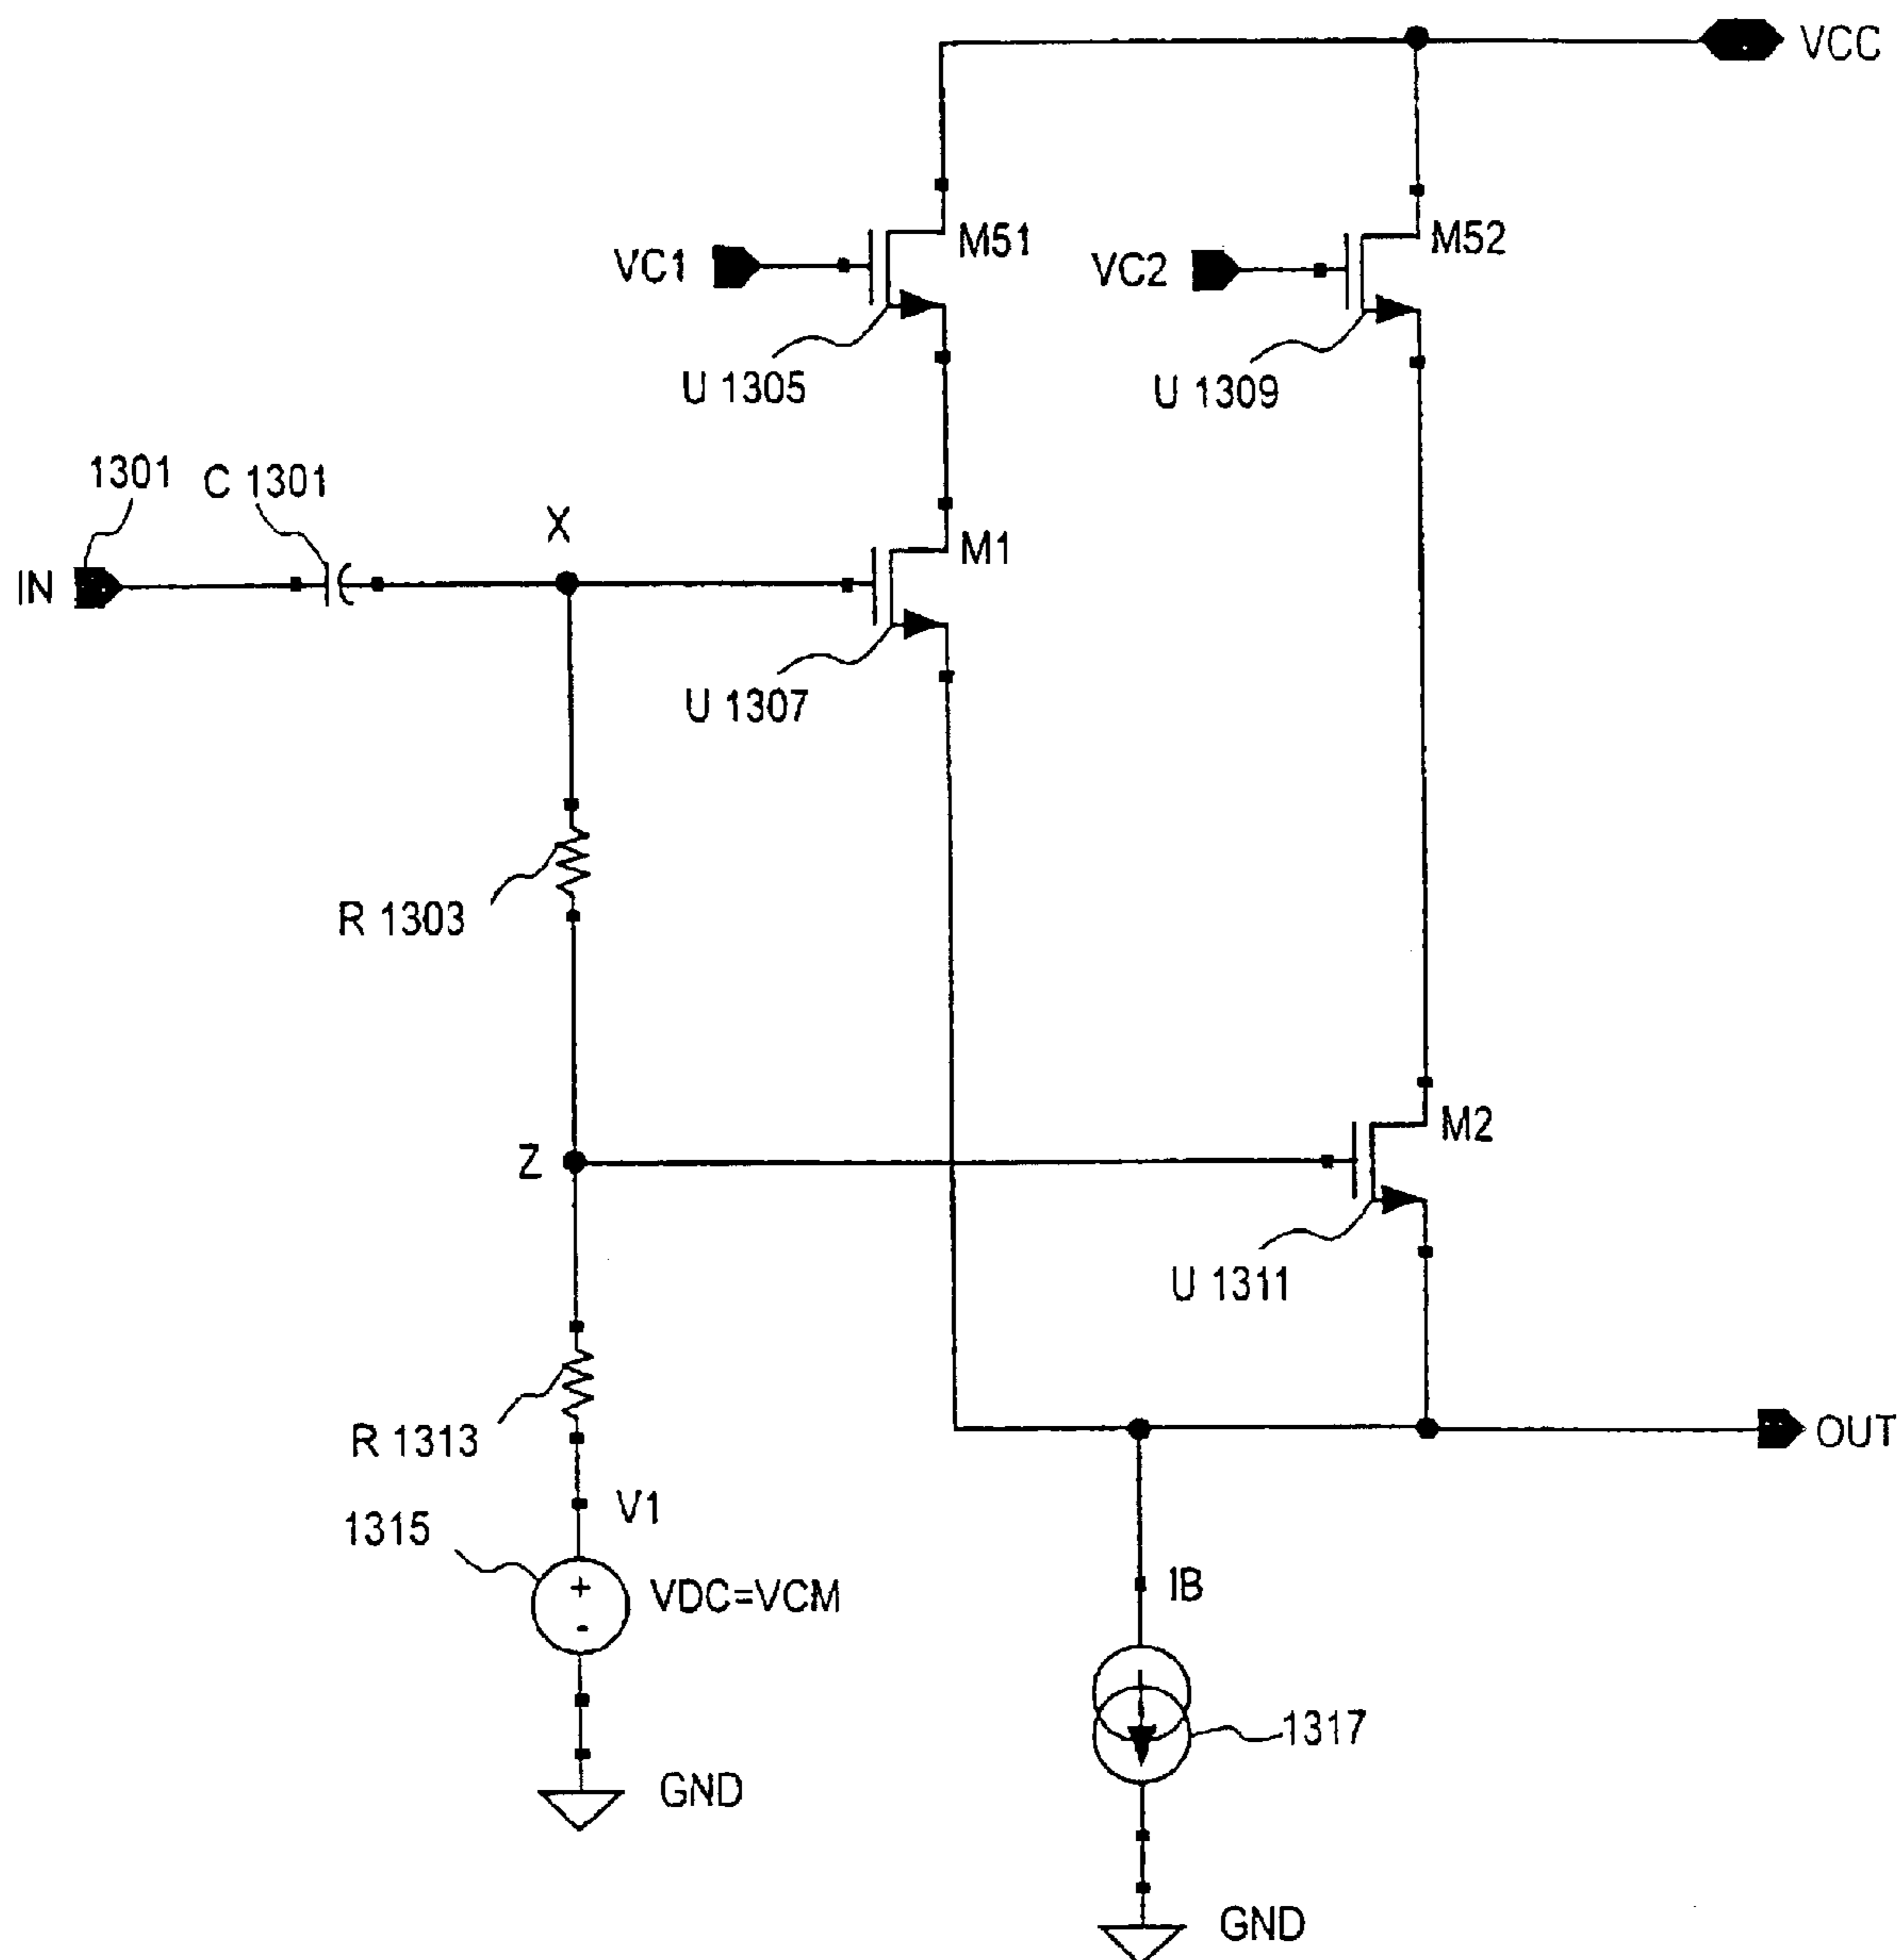 VCC
VC1
M51
VC2
M52
U 1305
U 1309
1301
C 1301
X
IN
M1
U 1307
R 1303
Z
M2
U 1311
R 1313
OUT
V1
1315
VDC=VCM
+
-
IB
1317
GND
GND